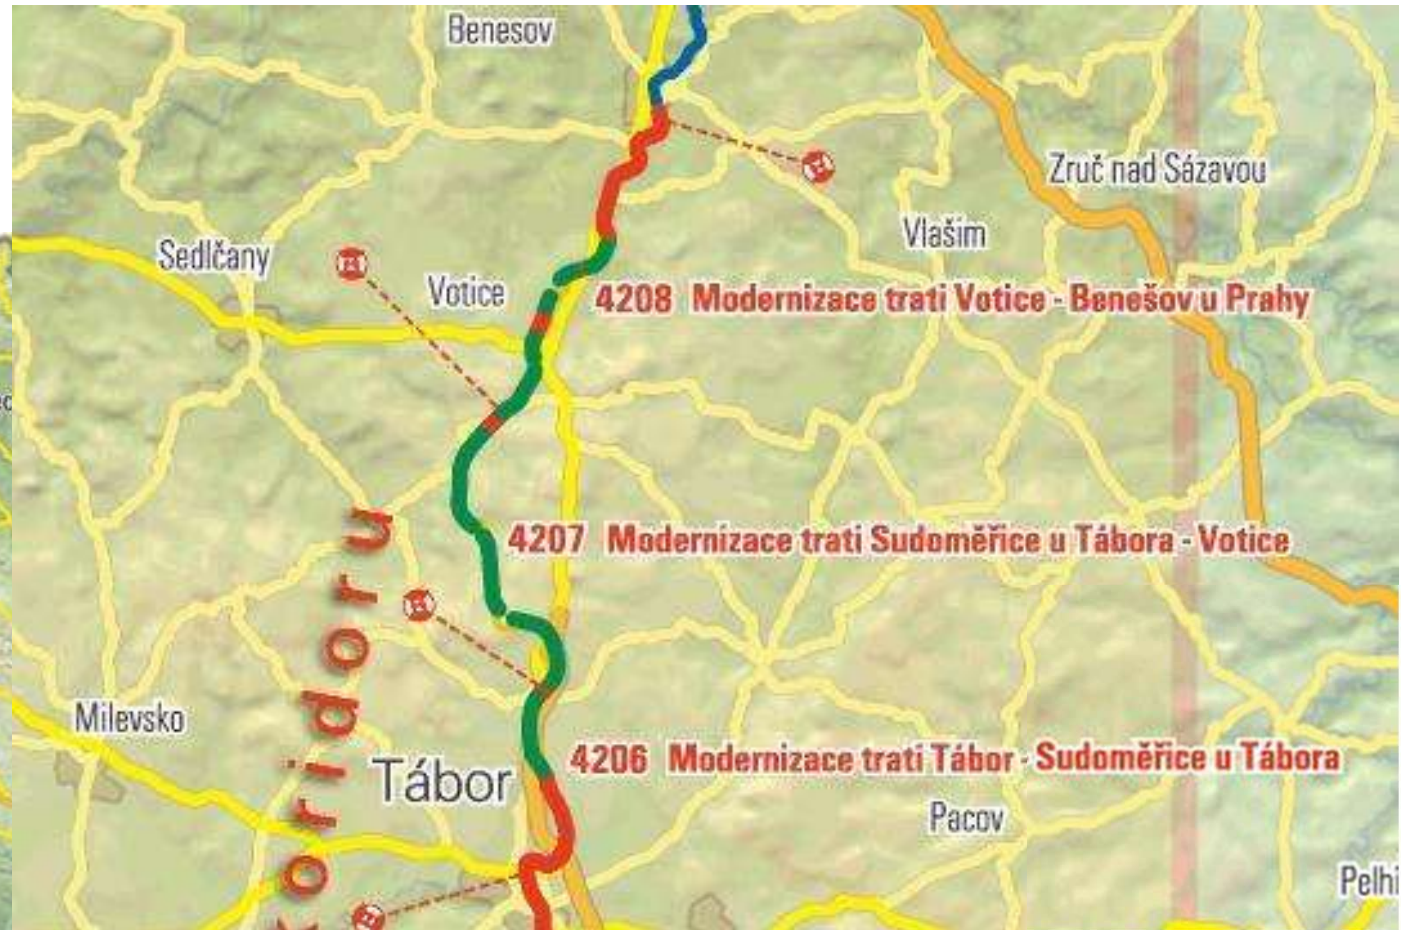 Benesov
Zruč nad Sázavou
Vlašim
Sedlčany
Votice
4208 Modernizace trati Votice - Benešov u Prahy
4207 Modernizace trati Sudoměřice u Tábora - Votice
koridoru
Milevsko
4206 Modernizace trati Tábor - Sudoměřice u Tábora
Tábor
Pacov
Pelhi